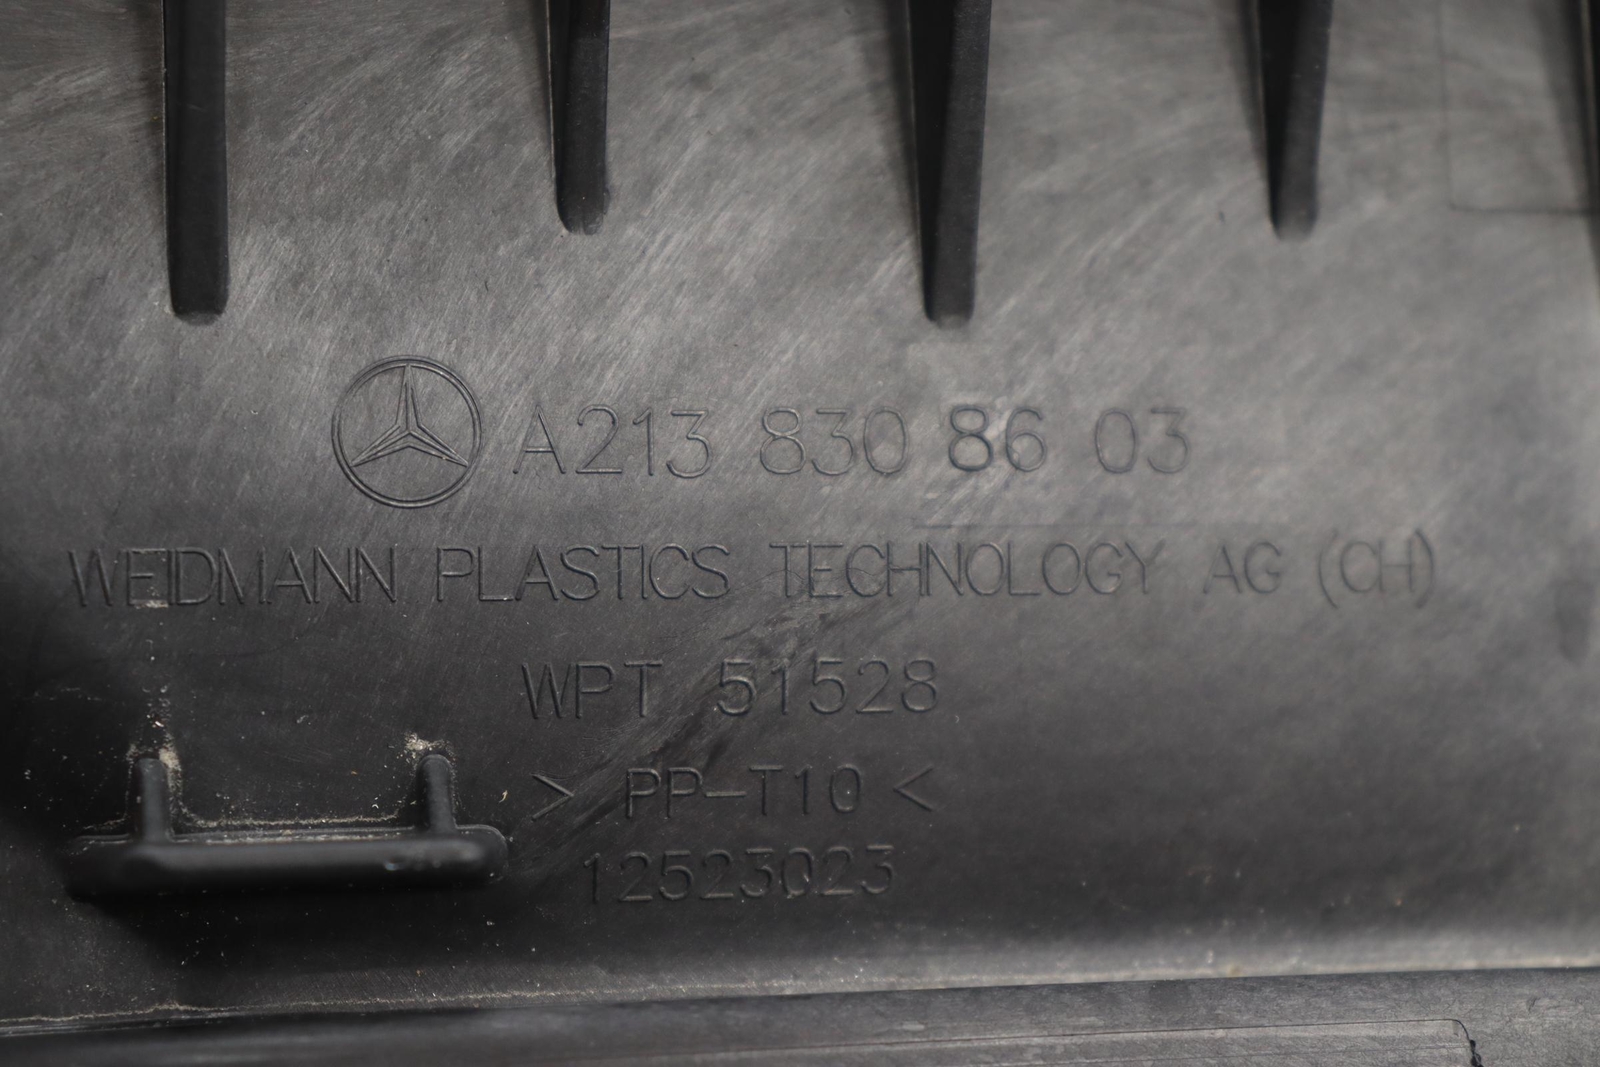 A213 830 86 03
WEIDMANN PLASTICS TECHNOLOGY AG (CH)
WPT 51528
> PP-T10 <
12523023